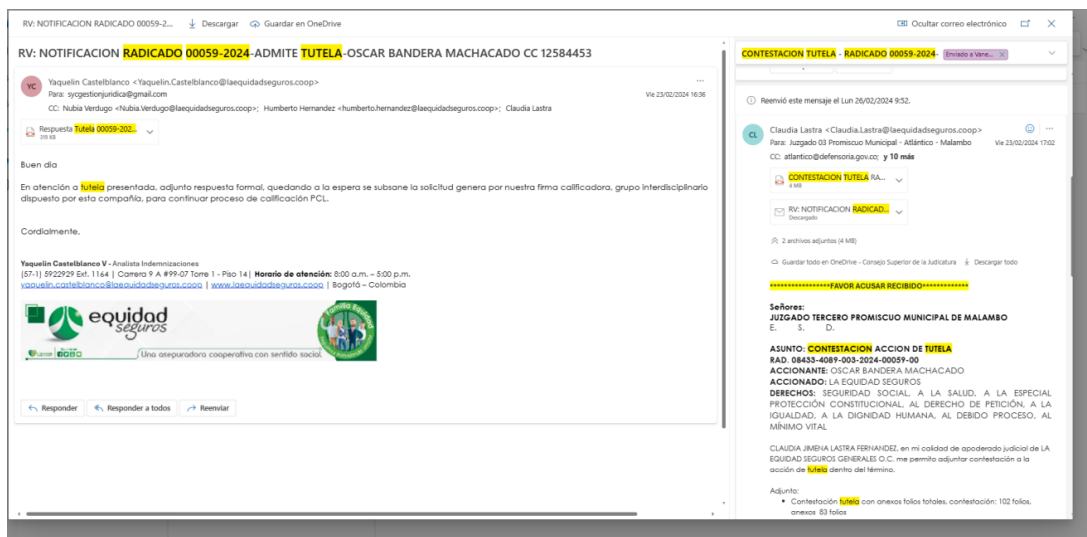 RV: NOTIFICACION RADICADO 00059-2... Descargar Guardar en OneDrive
Ocultar correo electrónico
RV: NOTIFICACION RADICADO 00059-2024-ADMITE TUTELA-OSCAR BANDERA MACHACADO CC 12584453
YC
Yaquelin Castelblanco <Yaquelin.Castelblanco@laequidadseguros.coop>
Para: sycgestionjuridica@gmail.com
Vie 23/02/2024 16:36
CC: Nubia Verdugo <Nubia.Verdugo@laequidadseguros.coop>; Humberto Hernandez <humberto.hernandez@laequidadseguros.coop>; Claudia Lastra
Respuesta Tutela 00059-202...
Buen dia
En atención a tutela presentada, adjunto respuesta formal, quedando a la espera se subsane la solicitud genera por nuestra firma calificadora, grupo interdisciplinario
dispuesto por esta compañía, para continuar proceso de calificación PCL.
Cordialmente,
Yaquelin Castelblanco V - Analista Indemnizaciones
(57-1) 5922929 Ext. 1164 | Carrera 9 A #99-07 Torre 1 - Piso 14| Horario de atención: 8:00 a.m. – 5:00 p.m.
yaquelin.castelblanco@laequidadseguros.coop | www.laequidadseguros.coop | Bogotá – Colombia
equidad
seguros
Una aseguradora cooperativa con sentido social
Responder Responder a todos Reenviar
CONTESTACION TUTELA - RADICADO 00059-2024- Enviado a Vane...
Reenvió este mensaje el Lun 26/02/2024 9:52.
CL
Claudia Lastra <Claudia.Lastra@laequidadseguros.coop>
Para: Juzgado 03 Promiscuo Municipal - Atlántico - Malambo
Vie 23/02/2024 17:02
CC: atlantico@defensoria.gov.co; y 10 más
CONTESTACION TUTELA RA...
4 MB
RV: NOTIFICACION RADICAD...
Descargado
2 archivos adjuntos (4 MB)
Guardar todo en OneDrive - Consejo Superior de la Judicatura Descargar todo
*****************FAVOR ACUSAR RECIBIDO*************
Señores:
JUZGADO TERCERO PROMISCUO MUNICIPAL DE MALAMBO
E. S. D.
ASUNTO: CONTESTACION ACCION DE TUTELA
RAD. 08433-4089-003-2024-00059-00
ACCIONANTE: OSCAR BANDERA MACHACADO
ACCIONADO: LA EQUIDAD SEGUROS
DERECHOS: SEGURIDAD SOCIAL, A LA SALUD, A LA ESPECIAL
PROTECCIÓN CONSTITUCIONAL, AL DERECHO DE PETICIÓN, A LA
IGUALDAD, A LA DIGNIDAD HUMANA, AL DEBIDO PROCESO, AL
MÍNIMO VITAL
CLAUDIA JIMENA LASTRA FERNANDEZ, en mi calidad de apoderado judicial de LA
EQUIDAD SEGUROS GENERALES O.C. me permito adjuntar contestación a la
acción de tutela dentro del término.
Adjunto:
• Contestación tutela con anexos folios totales, contestación: 102 folios,
anexos 83 folios